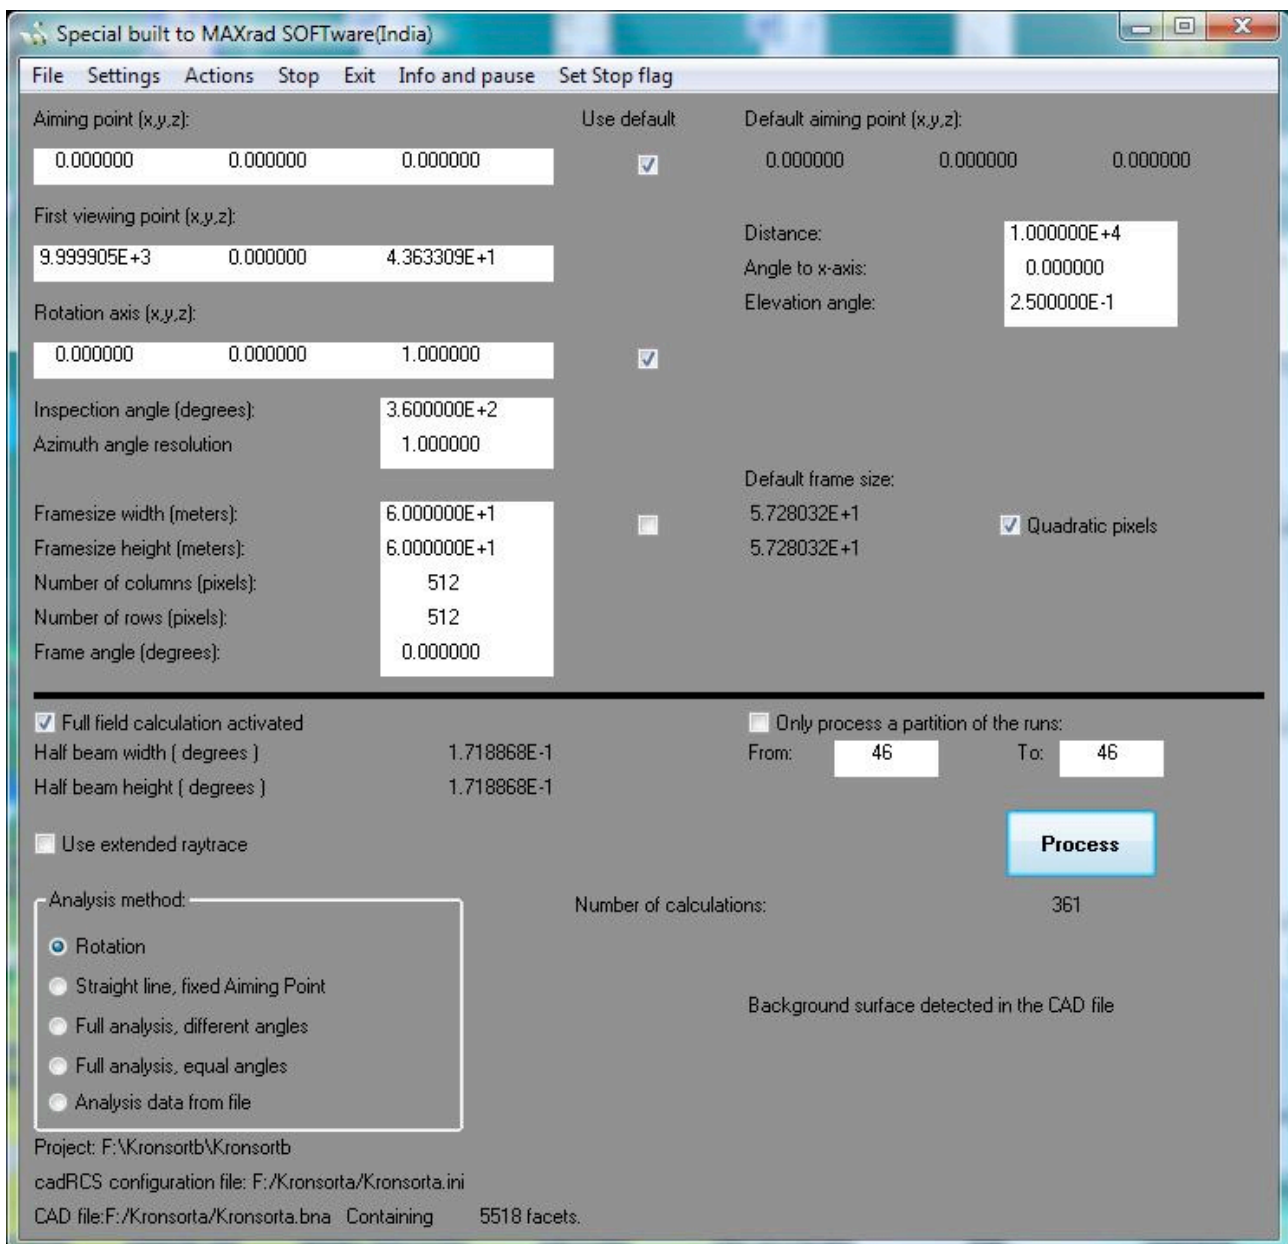 Special built to MAXrad SOFTware(India)
File Settings Actions Stop Exit Info and pause Set Stop flag
Aiming point (x,y,z): Use default Default aiming point (x,y,z):
0.000000 0.000000 0.000000 0.000000 0.000000 0.000000
First viewing point (x,y,z):
Distance: 1.000000E+4
9.999905E+3 0.000000 4.363309E+1
Angle to x-axis: 0.000000
Elevation angle: 2.500000E-1
Rotation axis (x,y,z):
0.000000 0.000000 1.000000
Inspection angle (degrees): 3.600000E+2
Azimuth angle resolution 1.000000
Default frame size:
Framesize width (meters): 6.000000E+1 5.728032E+1 Quadratic pixels
Framesize height (meters): 6.000000E+1 5.728032E+1
Number of columns (pixels): 512
Number of rows (pixels): 512
Frame angle (degrees): 0.000000
Full field calculation activated Only process a partition of the runs:
Half beam width ( degrees ) 1.718868E-1 From: 46 To: 46
Half beam height ( degrees ) 1.718868E-1
Use extended raytrace Process
Analysis method: Number of calculations: 361
Rotation
Straight line, fixed Aiming Point
Background surface detected in the CAD file
Full analysis, different angles
Full analysis, equal angles
Analysis data from file
Project: F:\Kronsortb\Kronsortb
cadRCS configuration file: F:/Kronsorta/Kronsorta.ini
CAD file:F:/Kronsorta/Kronsorta.bna Containing 5518 facets.